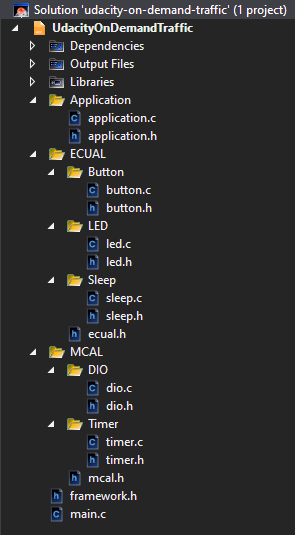 Solution 'udacity-on-demand-traffic' (1 project)
UdacityOnDemandTraffic
Dependencies
Output Files
Libraries
Application
application.c
application.h
ECUAL
Button
button.c
button.h
LED
led.c
led.h
Sleep
sleep.c
sleep.h
ecual.h
MCAL
DIO
dio.c
dio.h
Timer
timer.c
timer.h
mcal.h
framework.h
main.c